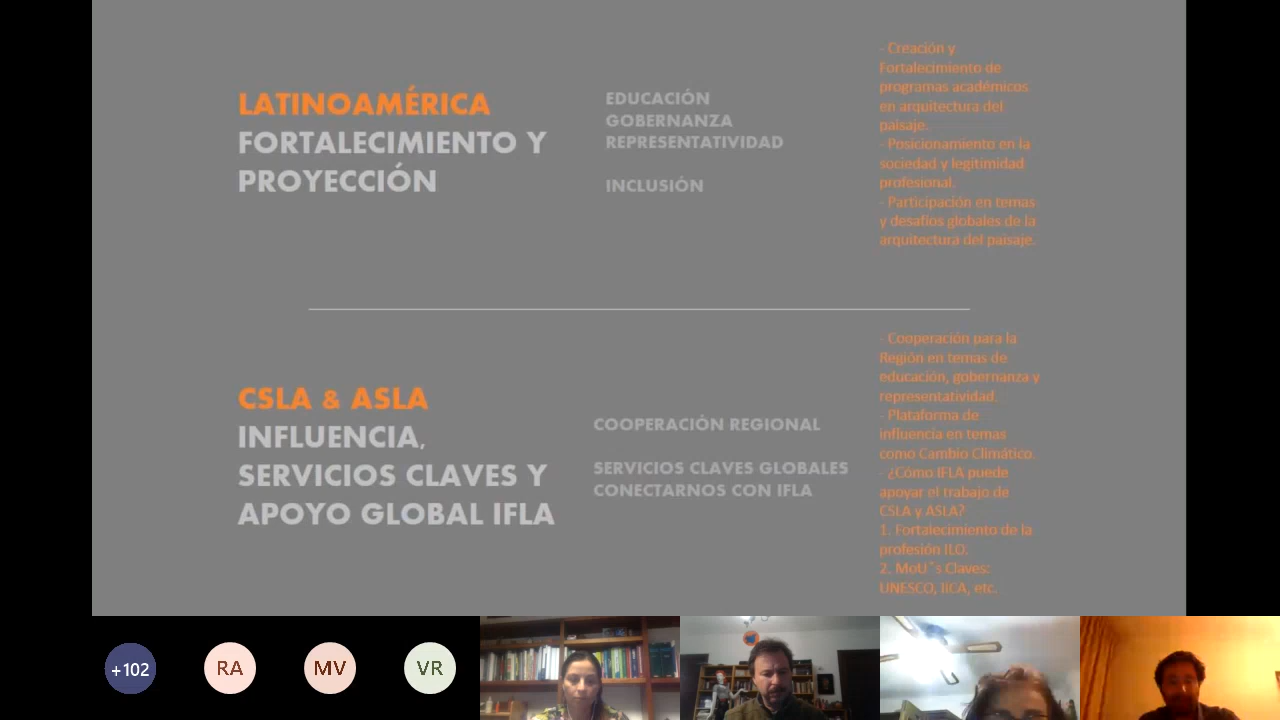 LATINOAMÉRICA
FORTALECIMIENTO Y
PROYECCIÓN
EDUCACIÓN
GOBERNANZA
REPRESENTATIVIDAD
INCLUSIÓN
- Creación y
Fortalecimiento de
programas académicos
en arquitectura del
paisaje.
- Posicionamiento en la
sociedad y legitimidad
profesional.
- Participación en temas
y desafíos globales de la
arquitectura del paisaje.
CSLA & ASLA
INFLUENCIA,
SERVICIOS CLAVES Y
APOYO GLOBAL IFLA
COOPERACIÓN REGIONAL
SERVICIOS CLAVES GLOBALES
CONECTARNOS CON IFLA
- Cooperación para la
Región en temas de
educación, gobernanza y
representatividad.
- Plataforma de
influencia en temas
como Cambio Climático.
- ¿Cómo IFLA puede
apoyar el trabajo de
CSLA y ASLA?
1. Fortalecimiento de la
profesión ILO.
2. MoU´s Claves:
UNESCO, IICA, etc.
+102
RA
MV
VR